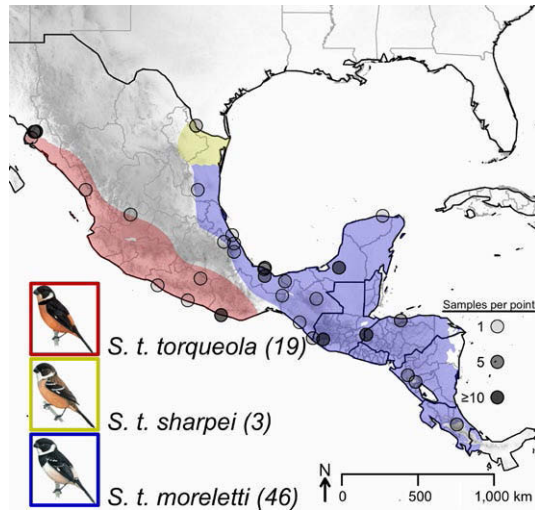 Samples per point
1
5
≥10
S. t. torqueola (19)
S. t. sharpei (3)
S. t. moreletti (46)
N
0 500 1,000 km